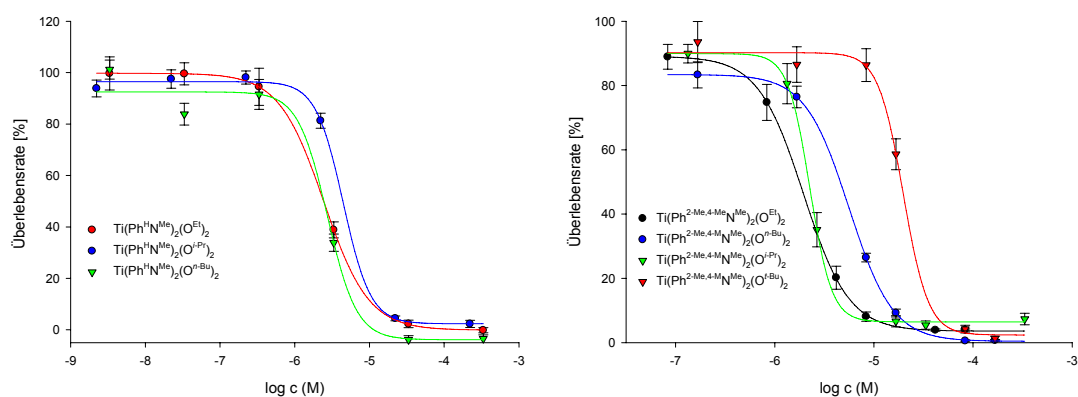 Überlebensrate [%]
120
100
80
60
40
20
0
Ti(Ph^H N^Me)₂(O^Et)₂
Ti(Ph^H N^Me)₂(O^i-Pr)₂
Ti(Ph^H N^Me)₂(O^n-Bu)₂
-9 -8 -7 -6 -5 -4 -3
log c (M)
Überlebensrate [%]
100
80
60
40
20
0
Ti(Ph^2-Me,4-Me N^Me)₂(O^Et)₂
Ti(Ph^2-Me,4-M N^Me)₂(O^n-Bu)₂
Ti(Ph^2-Me,4-M N^Me)₂(O^i-Pr)₂
Ti(Ph^2-Me,4-M N^Me)₂(O^t-Bu)₂
-7 -6 -5 -4 -3
log c (M)